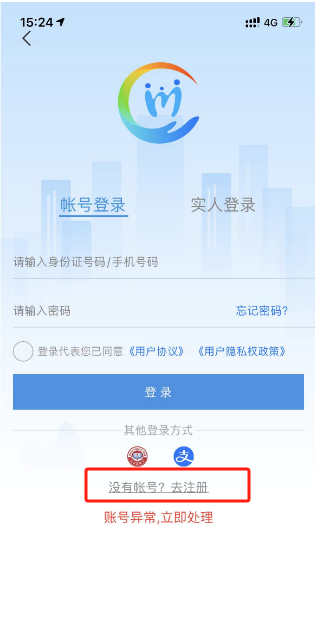 15:24
4G
帐号登录 实人登录
请输入身份证号码/手机号码
请输入密码 忘记密码?
登录代表您已同意《用户协议》 《用户隐私权政策》
登 录
其他登录方式
支
没有帐号? 去注册
账号异常,立即处理